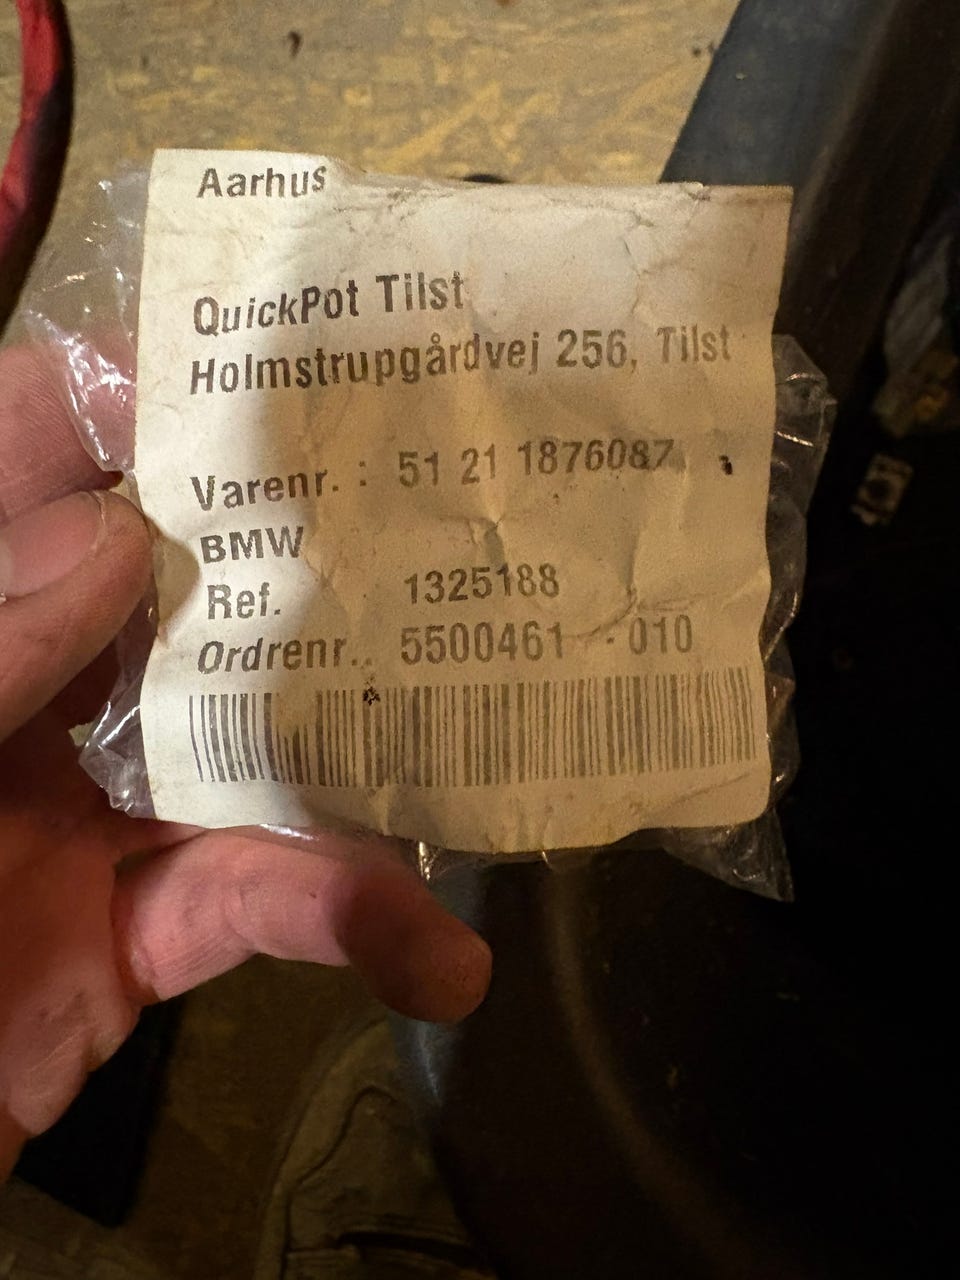 Aarhus
QuickPot Tilst
Holmstrupgårdvej 256, Tilst
Varenr. : 51 21 1876087
BMW
Ref. 1325188
Ordrenr.. 5500461 - 010